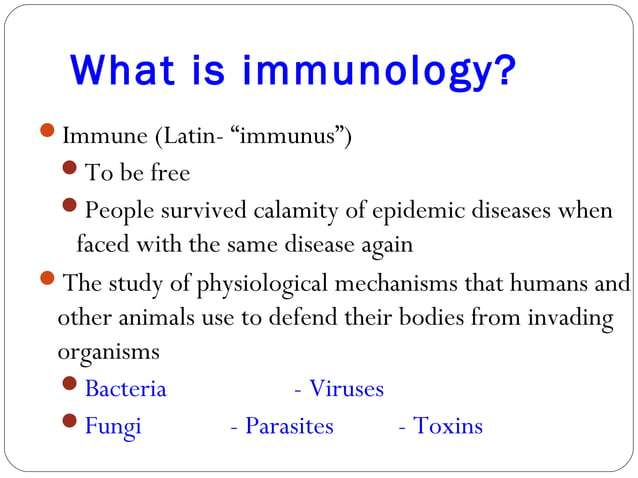 What is immunology?
Immune (Latin- “immunus”)
To be free
People survived calamity of epidemic diseases when
faced with the same disease again
The study of physiological mechanisms that humans and
other animals use to defend their bodies from invading
organisms
Bacteria - Viruses
Fungi - Parasites - Toxins